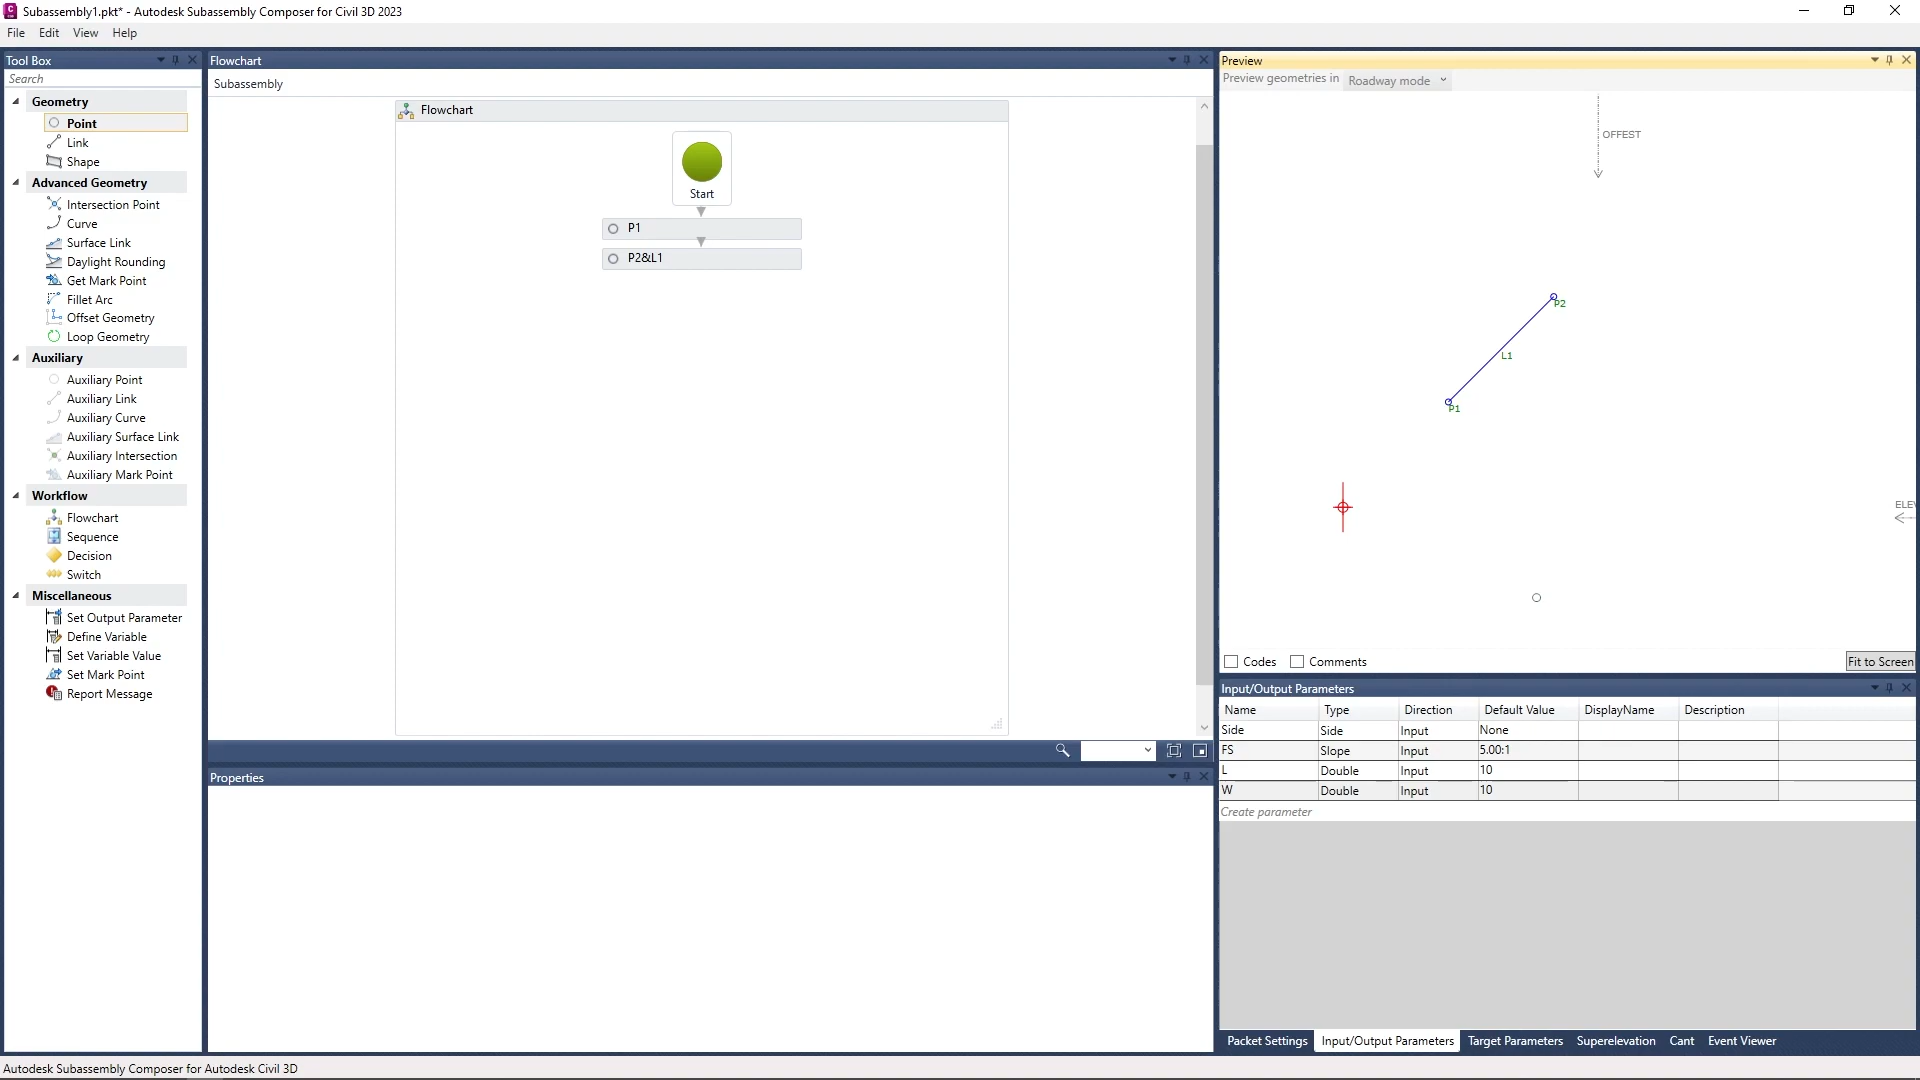 Subassembly1.pkt* - Autodesk Subassembly Composer for Civil 3D 2023
File Edit View Help
Tool Box
Search
Geometry
Point
Link
Shape
Advanced Geometry
Intersection Point
Curve
Surface Link
Daylight Rounding
Get Mark Point
Fillet Arc
Offset Geometry
Loop Geometry
Auxiliary
Auxiliary Point
Auxiliary Link
Auxiliary Curve
Auxiliary Surface Link
Auxiliary Intersection
Auxiliary Mark Point
Workflow
Flowchart
Sequence
Decision
Switch
Miscellaneous
Set Output Parameter
Define Variable
Set Variable Value
Set Mark Point
Report Message
Flowchart
Subassembly
Flowchart
Start
P1
P2&L1
Properties
Preview
Preview geometries in Roadway mode
OFFEST
P2
L1
P1
ELEV
Codes Comments Fit to Screen
Input/Output Parameters
Name Type Direction Default Value DisplayName Description
Side Side Input None
FS Slope Input 5.00:1
L Double Input 10
W Double Input 10
Create parameter
Packet Settings Input/Output Parameters Target Parameters Superelevation Cant Event Viewer
Autodesk Subassembly Composer for Autodesk Civil 3D